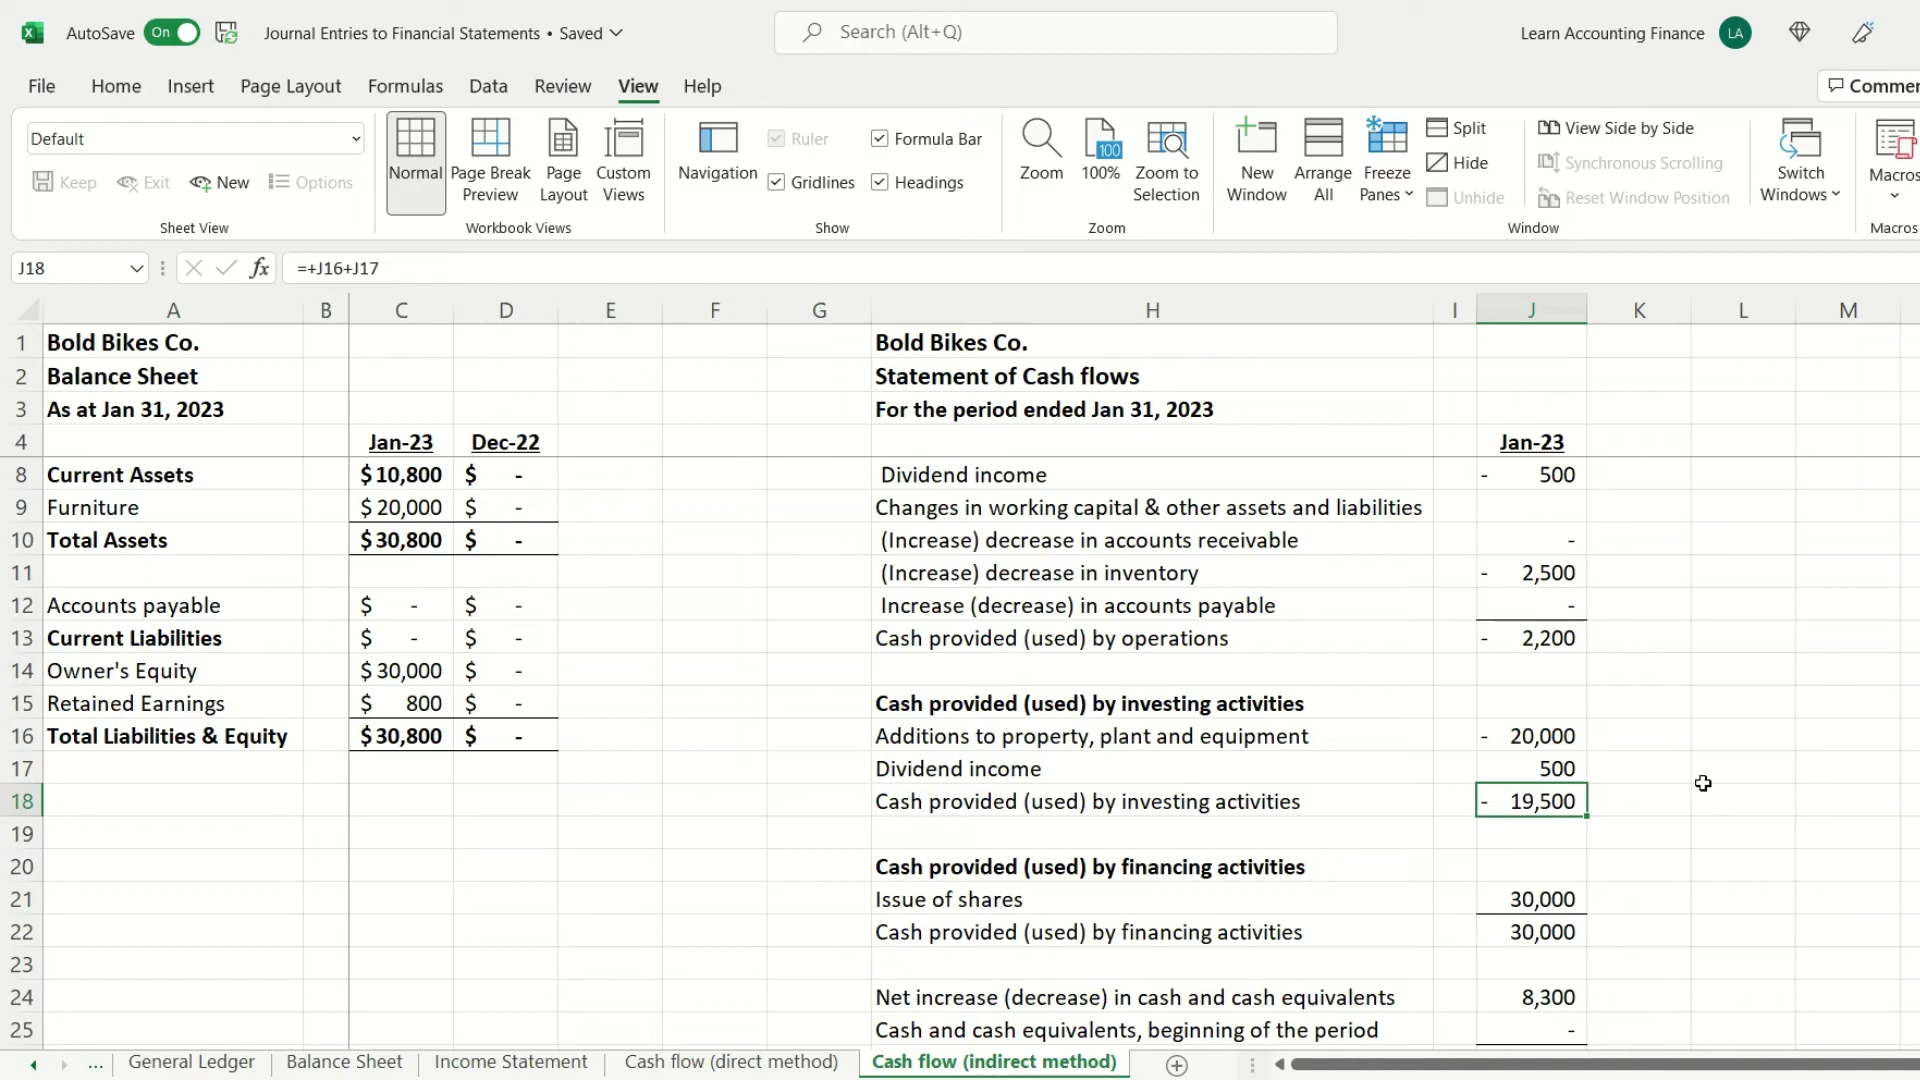 AutoSave On Journal Entries to Financial Statements • Saved Search (Alt+Q) Learn Accounting Finance LA
File Home Insert Page Layout Formulas Data Review View Help Commen
Default
Keep Exit New Options
Sheet View
Normal Page Break Preview Page Layout Custom Views
Workbook Views
Navigation Ruler Formula Bar
Gridlines Headings
Show
Zoom 100 100% Zoom to Selection
Zoom
New Window Arrange All Freeze Panes
Split View Side by Side
Hide Synchronous Scrolling
Unhide Reset Window Position
Window
Switch Windows
Macros
Macros
J18 fx =+J16+J17
A B C D E F G H I J K L M
1 Bold Bikes Co. Bold Bikes Co.
2 Balance Sheet Statement of Cash flows
3 As at Jan 31, 2023 For the period ended Jan 31, 2023
4 Jan-23 Dec-22 Jan-23
8 Current Assets $ 10,800 $ - Dividend income - 500
9 Furniture $ 20,000 $ - Changes in working capital & other assets and liabilities
10 Total Assets $ 30,800 $ - (Increase) decrease in accounts receivable -
11 (Increase) decrease in inventory - 2,500
12 Accounts payable $ - $ - Increase (decrease) in accounts payable -
13 Current Liabilities $ - $ - Cash provided (used) by operations - 2,200
14 Owner's Equity $ 30,000 $ -
15 Retained Earnings $ 800 $ - Cash provided (used) by investing activities
16 Total Liabilities & Equity $ 30,800 $ - Additions to property, plant and equipment - 20,000
17 Dividend income 500
18 Cash provided (used) by investing activities - 19,500
19
20 Cash provided (used) by financing activities
21 Issue of shares 30,000
22 Cash provided (used) by financing activities 30,000
23
24 Net increase (decrease) in cash and cash equivalents 8,300
25 Cash and cash equivalents, beginning of the period -
... General Ledger Balance Sheet Income Statement Cash flow (direct method) Cash flow (indirect method)